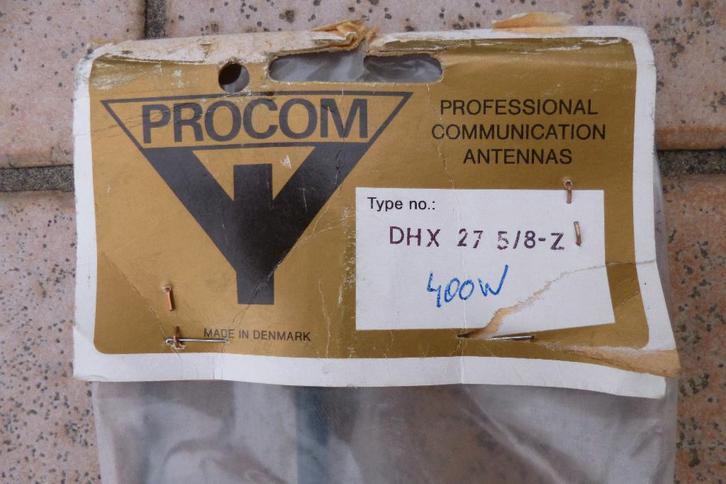 PROCOM
PROFESSIONAL
COMMUNICATION
ANTENNAS
Type no.:
DHX 27 5/8-Z
400W
MADE IN DENMARK